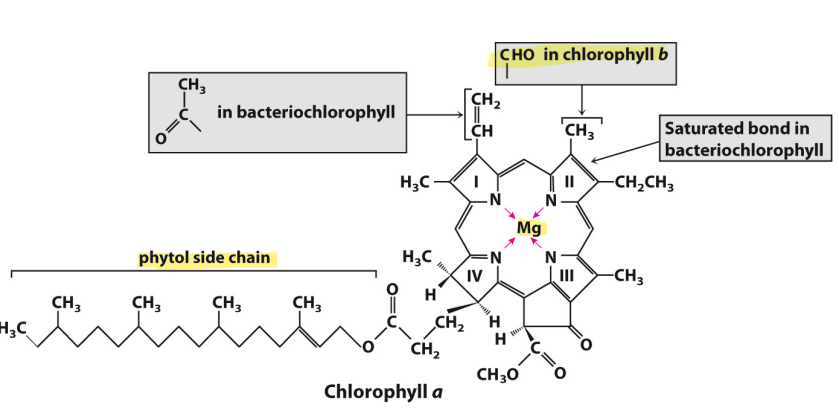 CHO in chlorophyll b
CH₃
C
O
in bacteriochlorophyll
CH₂
CH
CH₃
Saturated bond in
bacteriochlorophyll
H₃C
I
II
CH₂CH₃
N
N
Mg
phytol side chain
H₃C
N
N
IV
III
CH₃
H
CH₃
CH₃
CH₃
CH₃
O
H₃C
C
CH₂
H
O
CH₂
H
O
C
CH₃O
O
Chlorophyll a